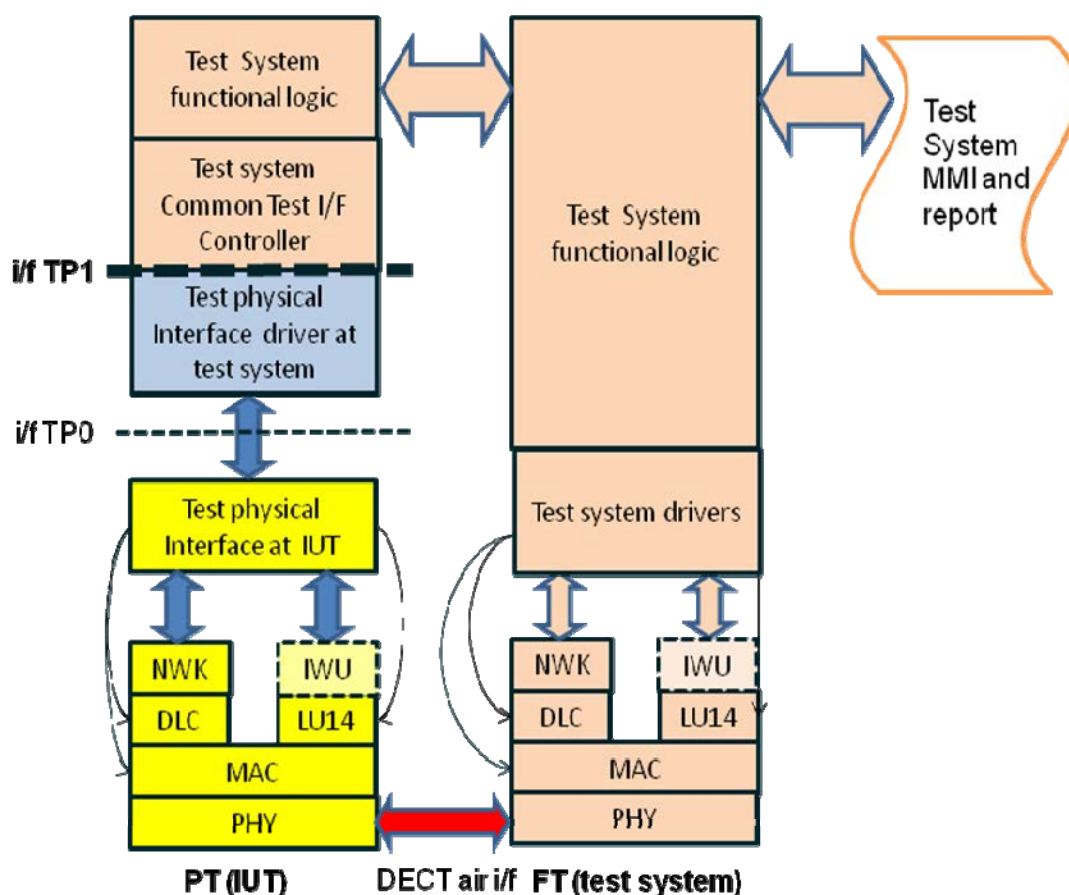 Test System
functional logic
Test system
Common Test I/F
Controller
i/f TP1
Test physical
Interface driver at
test system
i/f TP0
Test physical
Interface at IUT
NWK
IWU
DLC
LU14
MAC
PHY
PT (IUT)
DECT air i/f
Test System
functional logic
Test system drivers
NWK
IWU
DLC
LU14
MAC
PHY
FT (test system)
Test
System
MMI and
report